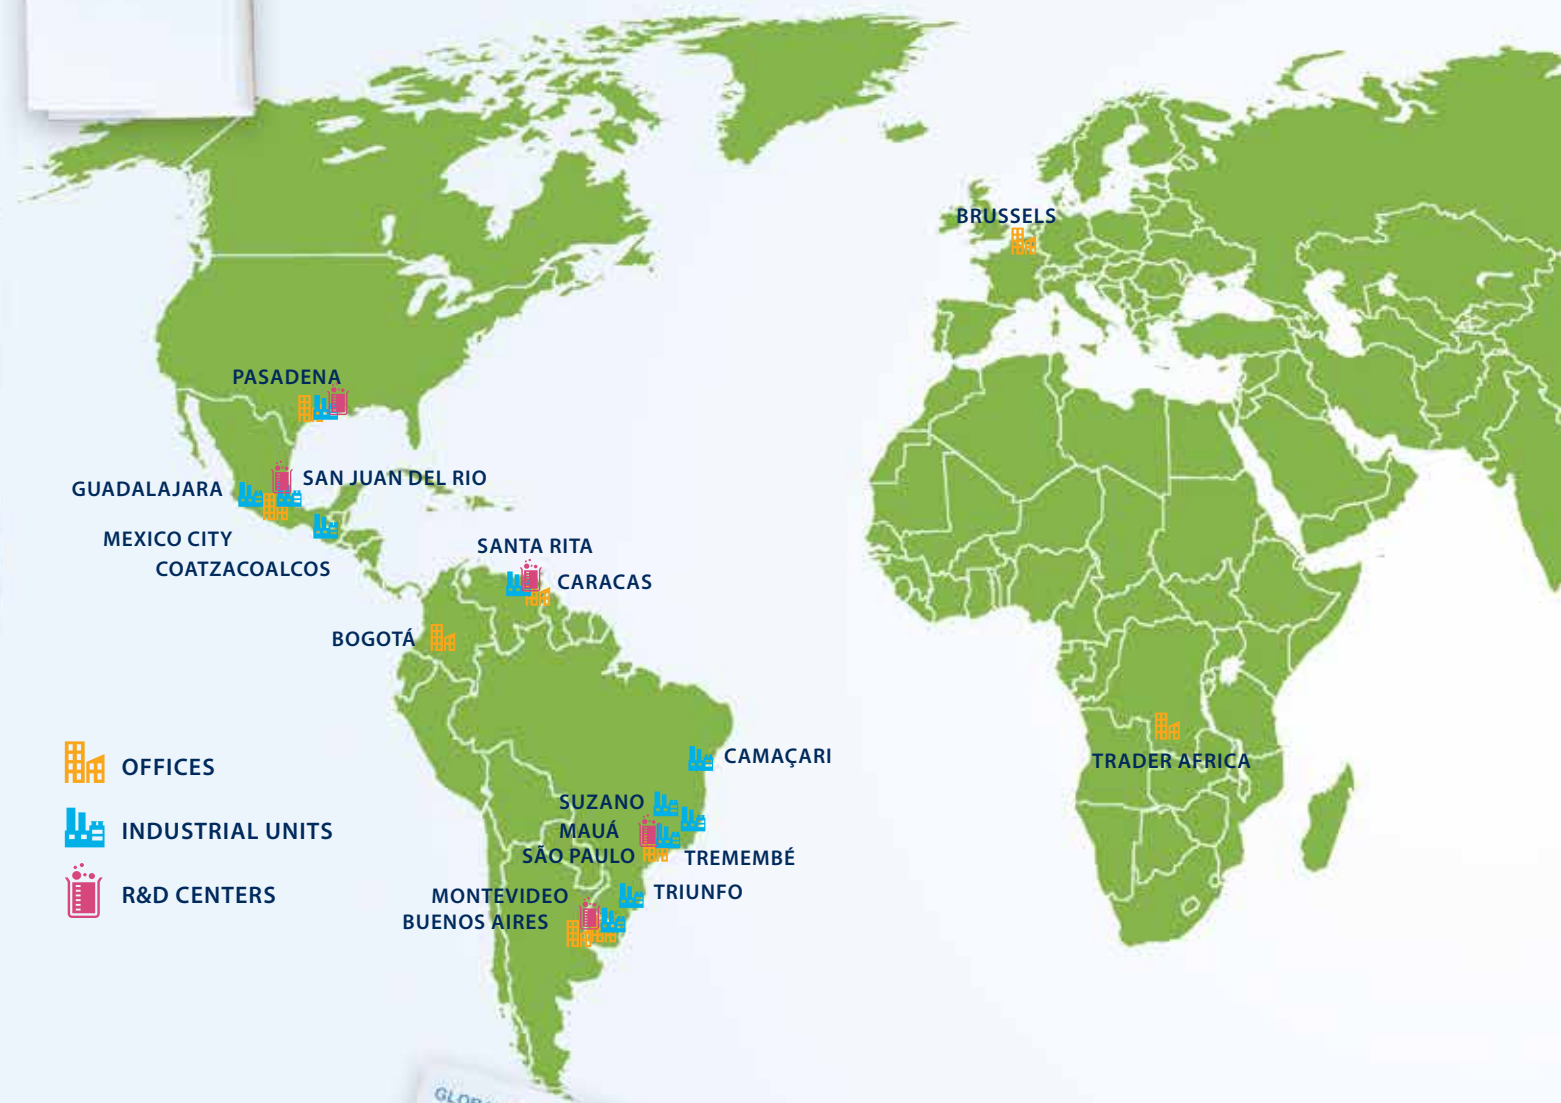 BRUSSELS
PASADENA
SAN JUAN DEL RIO
GUADALAJARA
MEXICO CITY
COATZACOALCOS
SANTA RITA
CARACAS
BOGOTÁ
CAMAÇARI
TRADER AFRICA
OFFICES
INDUSTRIAL UNITS
R&D CENTERS
SUZANO
MAUÁ
SÃO PAULO
TREMEMBÉ
TRIUNFO
MONTEVIDEO
BUENOS AIRES